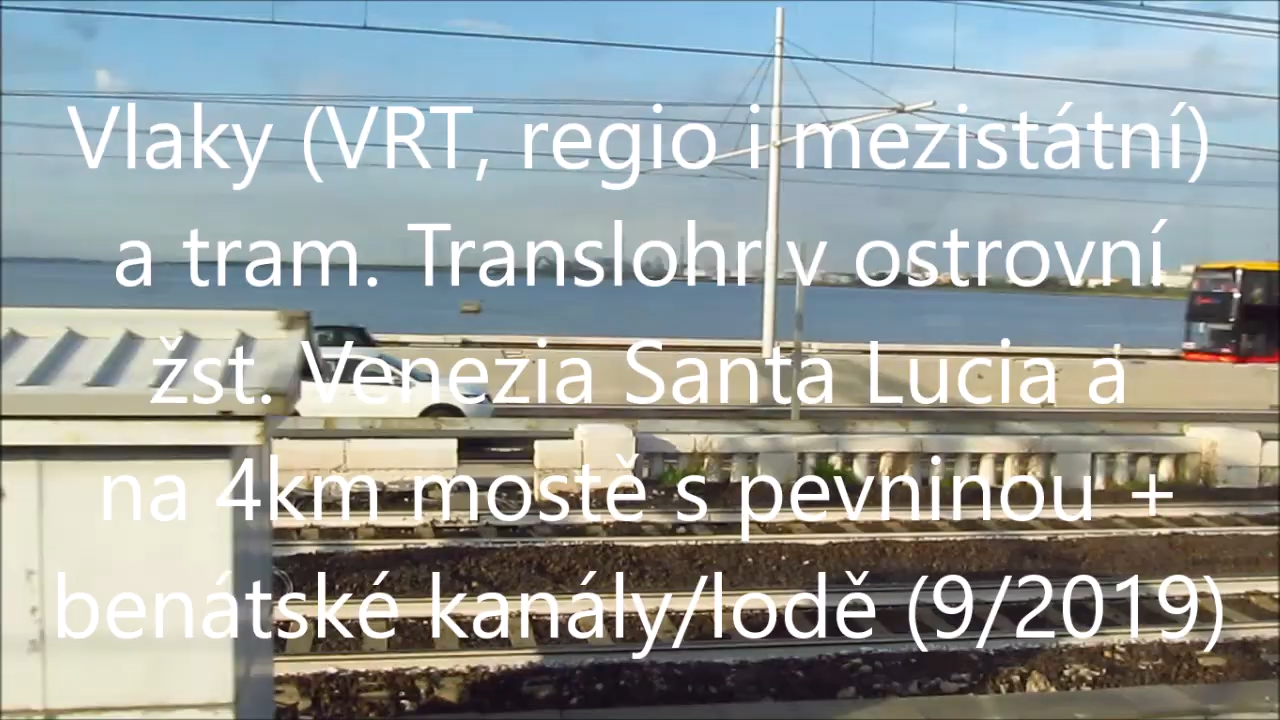 Vlaky (VRT, regio i mezistátní)
a tram. Translohr v ostrovní
žst. Venezia Santa Lucia a
na 4km mostě s pevninou +
benátské kanály/lodě (9/2019)